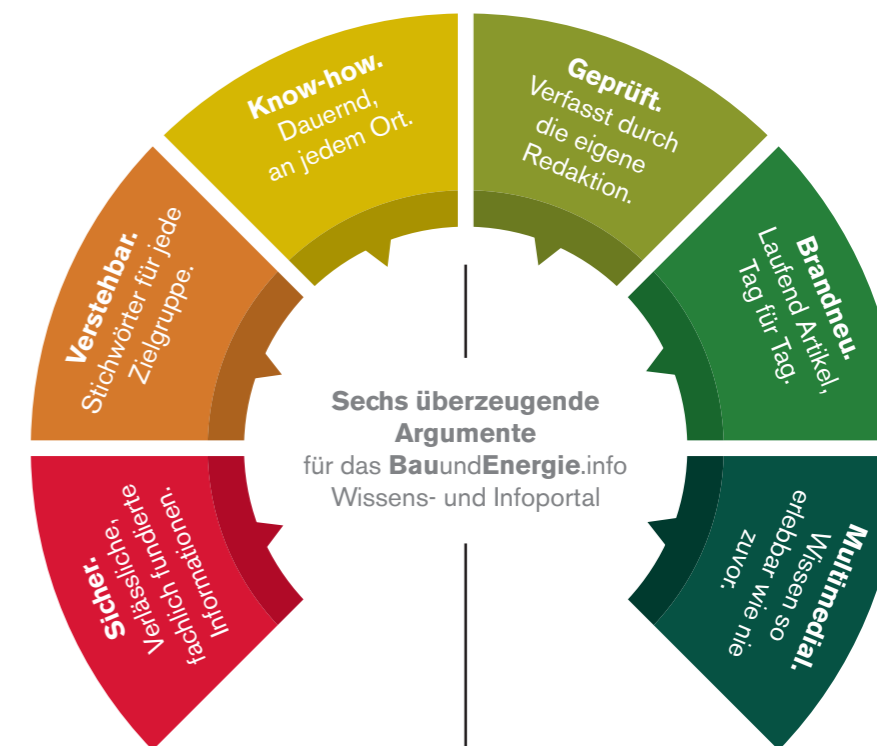 Know-how.
Dauernd,
an jedem Ort.
Geprüft.
Verfasst durch
die eigene
Redaktion.
Verstehbar.
Stichwörter für jede
Zielgruppe.
Brandneu.
Laufend Artikel,
Tag für Tag.
Sechs überzeugende
Argumente
für das BauundEnergie.info
Wissens- und Infoportal
Sicher.
Verlässliche,
fachlich fundierte
Informationen.
Multimedial.
Wissen so
erlebbar wie nie
zuvor.